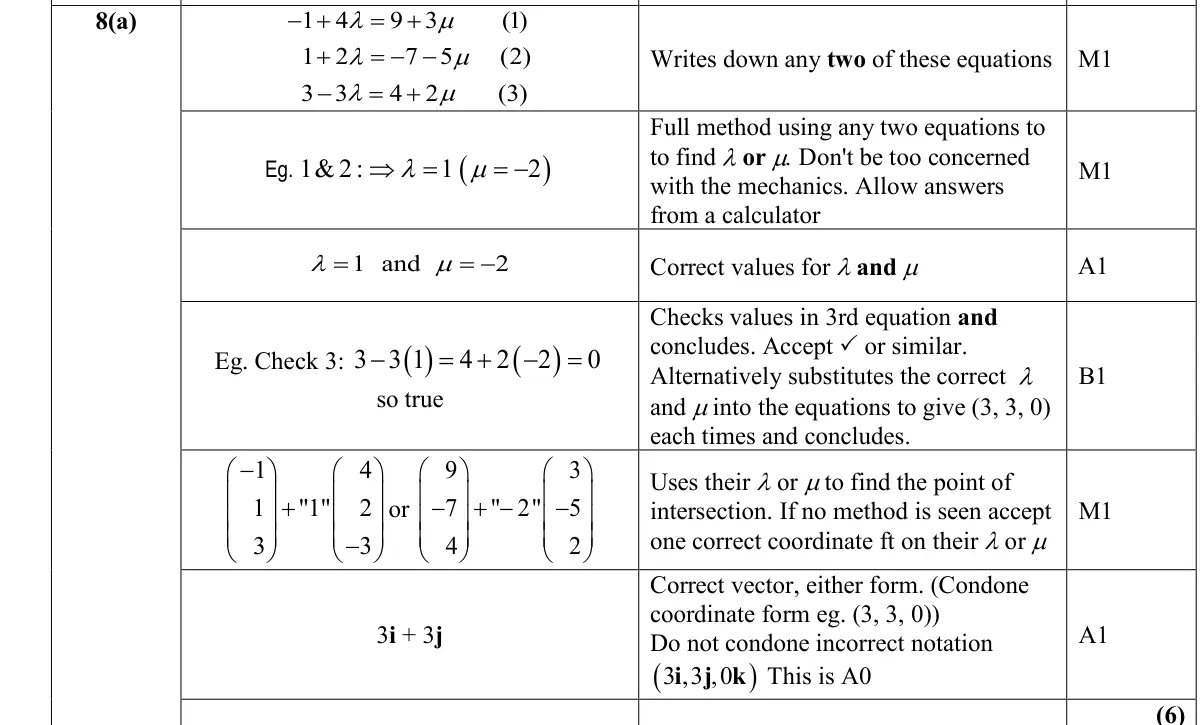 8(a)
−1+4λ = 9+3μ (1)
1+2λ = −7−5μ (2)
3−3λ = 4+2μ (3)
Writes down any two of these equations
M1
Eg. 1& 2 : ⇒ λ = 1 (μ = −2)
Full method using any two equations to
to find λ or μ. Don't be too concerned
with the mechanics. Allow answers
from a calculator
M1
λ = 1 and μ = −2
Correct values for λ and μ
A1
Eg. Check 3: 3−3(1) = 4+2(−2) = 0
so true
Checks values in 3rd equation and
concludes. Accept ✓ or similar.
Alternatively substitutes the correct λ
and μ into the equations to give (3, 3, 0)
each times and concludes.
B1
(−1 1 3) + "1" (4 2 −3) or (9 −7 4) + "−2" (3 −5 2)
Uses their λ or μ to find the point of
intersection. If no method is seen accept
one correct coordinate ft on their λ or μ
M1
3i + 3j
Correct vector, either form. (Condone
coordinate form eg. (3, 3, 0))
Do not condone incorrect notation
(3i,3j,0k) This is A0
A1
(6)